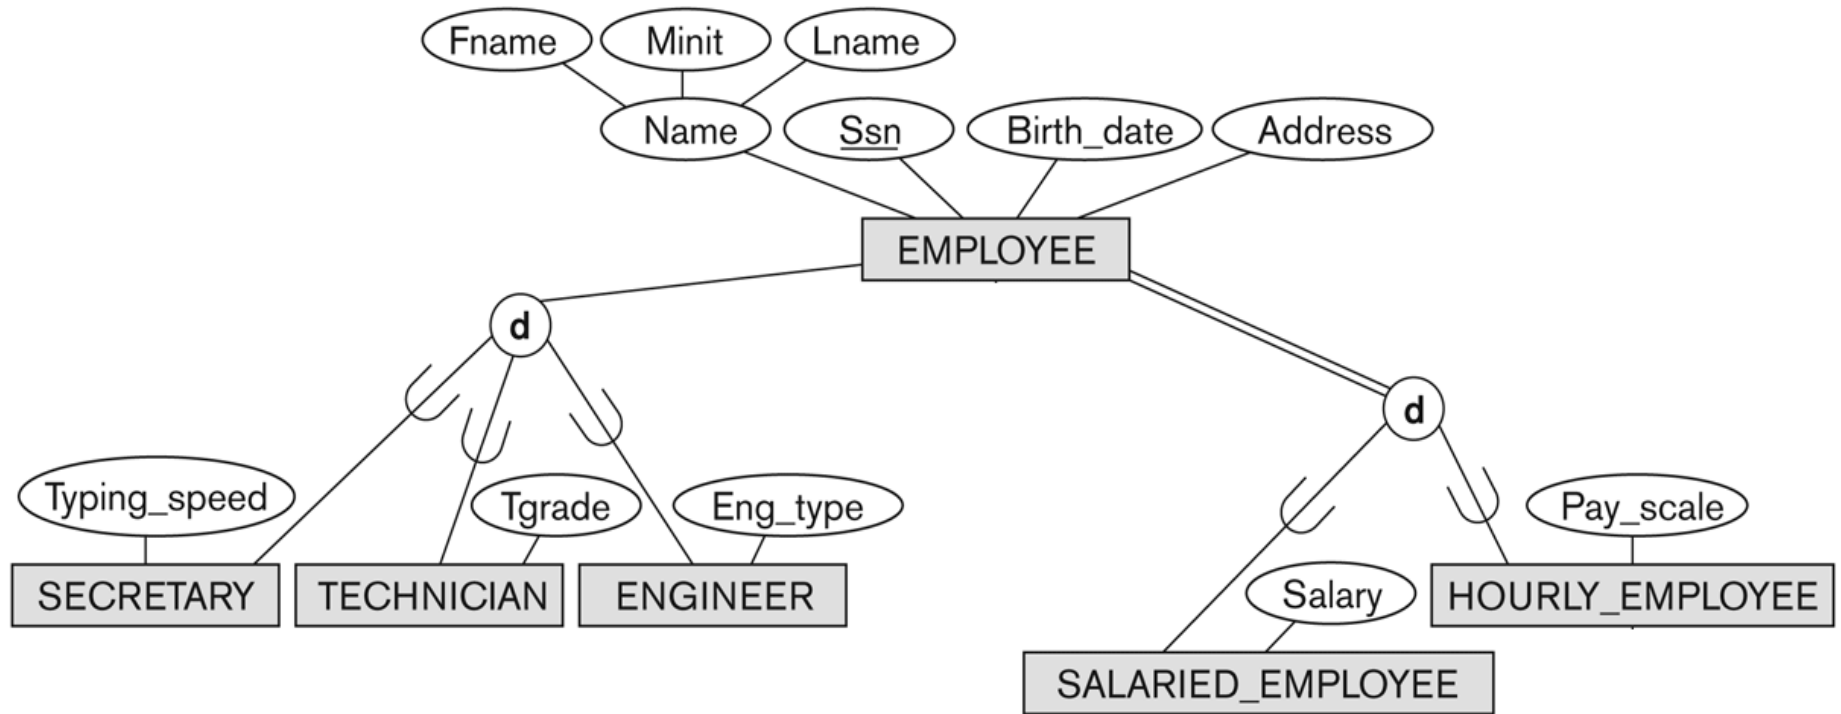 Fname
Minit
Lname
Name
Ssn
Birth_date
Address
EMPLOYEE
d
d
Typing_speed
Tgrade
Eng_type
Pay_scale
SECRETARY
TECHNICIAN
ENGINEER
Salary
HOURLY_EMPLOYEE
SALARIED_EMPLOYEE